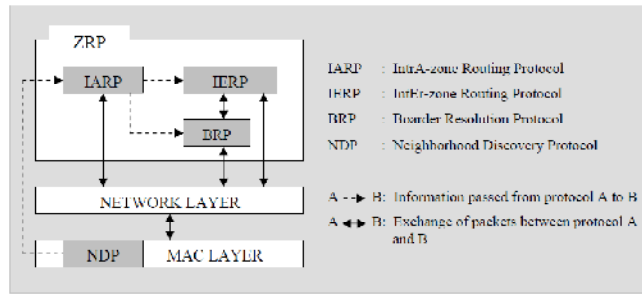 ZRP
IARP
IERP
BRP
NETWORK LAYER
NDP
MAC LAYER
IARP : IntrA-zone Routing Protocol
IERP : IntEr-zone Routing Protocol
BRP : Boarder Resolution Protocol
NDP : Neighborhood Discovery Protocol
A --► B: Information passed from protocol A to B
A ◄─► B: Exchange of packets between protocol A
and B